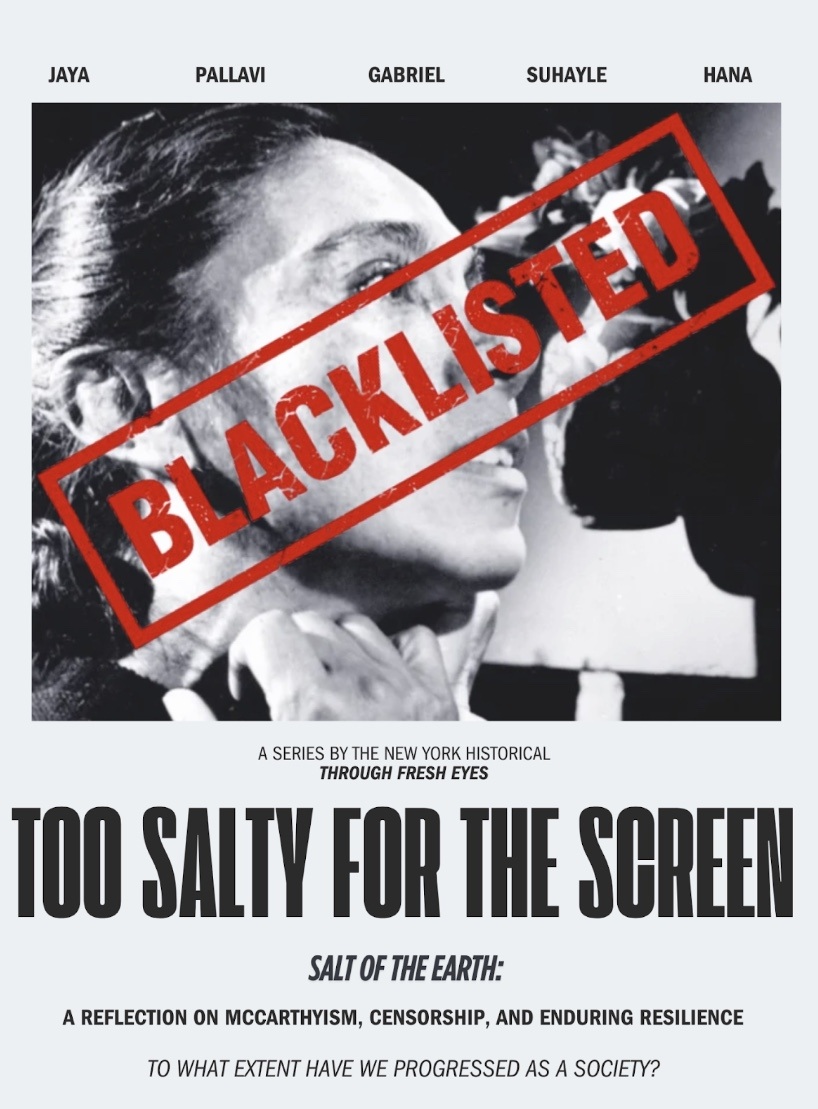 JAYA PALLAVI GABRIEL SUHAYLE HANA
BLACKLISTED
A SERIES BY THE NEW YORK HISTORICAL
THROUGH FRESH EYES
TOO SALTY FOR THE SCREEN
SALT OF THE EARTH:
A REFLECTION ON MCCARTHYISM, CENSORSHIP, AND ENDURING RESILIENCE
TO WHAT EXTENT HAVE WE PROGRESSED AS A SOCIETY?